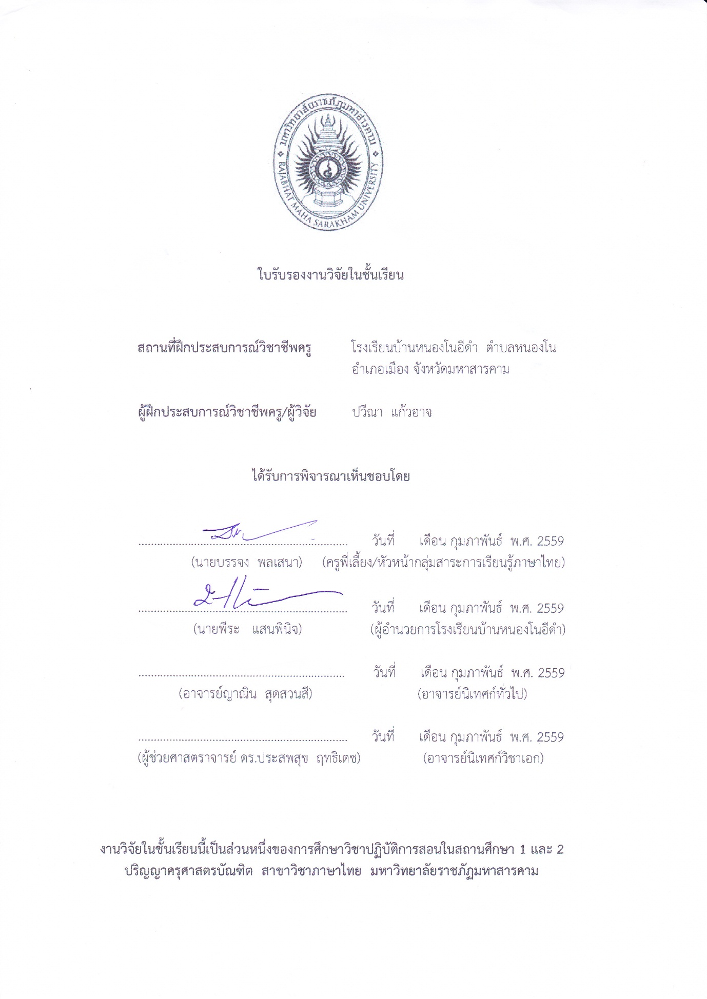 มหาวิทยาลัยราชภัฏมหาสารคาม
RAJABHAT MAHA SARAKHAM UNIVERSITY
ใบรับรองงานวิจัยในชั้นเรียน
สถานที่ฝึกประสบการณ์วิชาชีพครู โรงเรียนบ้านหนองโนอีดำ ตำบลหนองโน
อำเภอเมือง จังหวัดมหาสารคาม
ผู้ฝึกประสบการณ์วิชาชีพครู/ผู้วิจัย ปวีณา แก้วอาจ
ได้รับการพิจารณาเห็นชอบโดย
.................................................................... วันที่ เดือน กุมภาพันธ์ พ.ศ. 2559
(นายบรรจง พลเสนา) (ครูพี่เลี้ยง/หัวหน้ากลุ่มสาระการเรียนรู้ภาษาไทย)
.................................................................... วันที่ เดือน กุมภาพันธ์ พ.ศ. 2559
(นายพีระ แสนพินิจ) (ผู้อำนวยการโรงเรียนบ้านหนองโนอีดำ)
................................................................... วันที่ เดือน กุมภาพันธ์ พ.ศ. 2559
(อาจารย์ญาณิน สุดสวนสี) (อาจารย์นิเทศก์ทั่วไป)
.................................................................... วันที่ เดือน กุมภาพันธ์ พ.ศ. 2559
(ผู้ช่วยศาสตราจารย์ ดร.ประสพสุข ฤทธิเดช) (อาจารย์นิเทศก์วิชาเอก)
งานวิจัยในชั้นเรียนนี้เป็นส่วนหนึ่งของการศึกษาวิชาปฏิบัติการสอนในสถานศึกษา 1 และ 2
ปริญญาครุศาสตรบัณฑิต สาขาวิชาภาษาไทย มหาวิทยาลัยราชภัฏมหาสารคาม